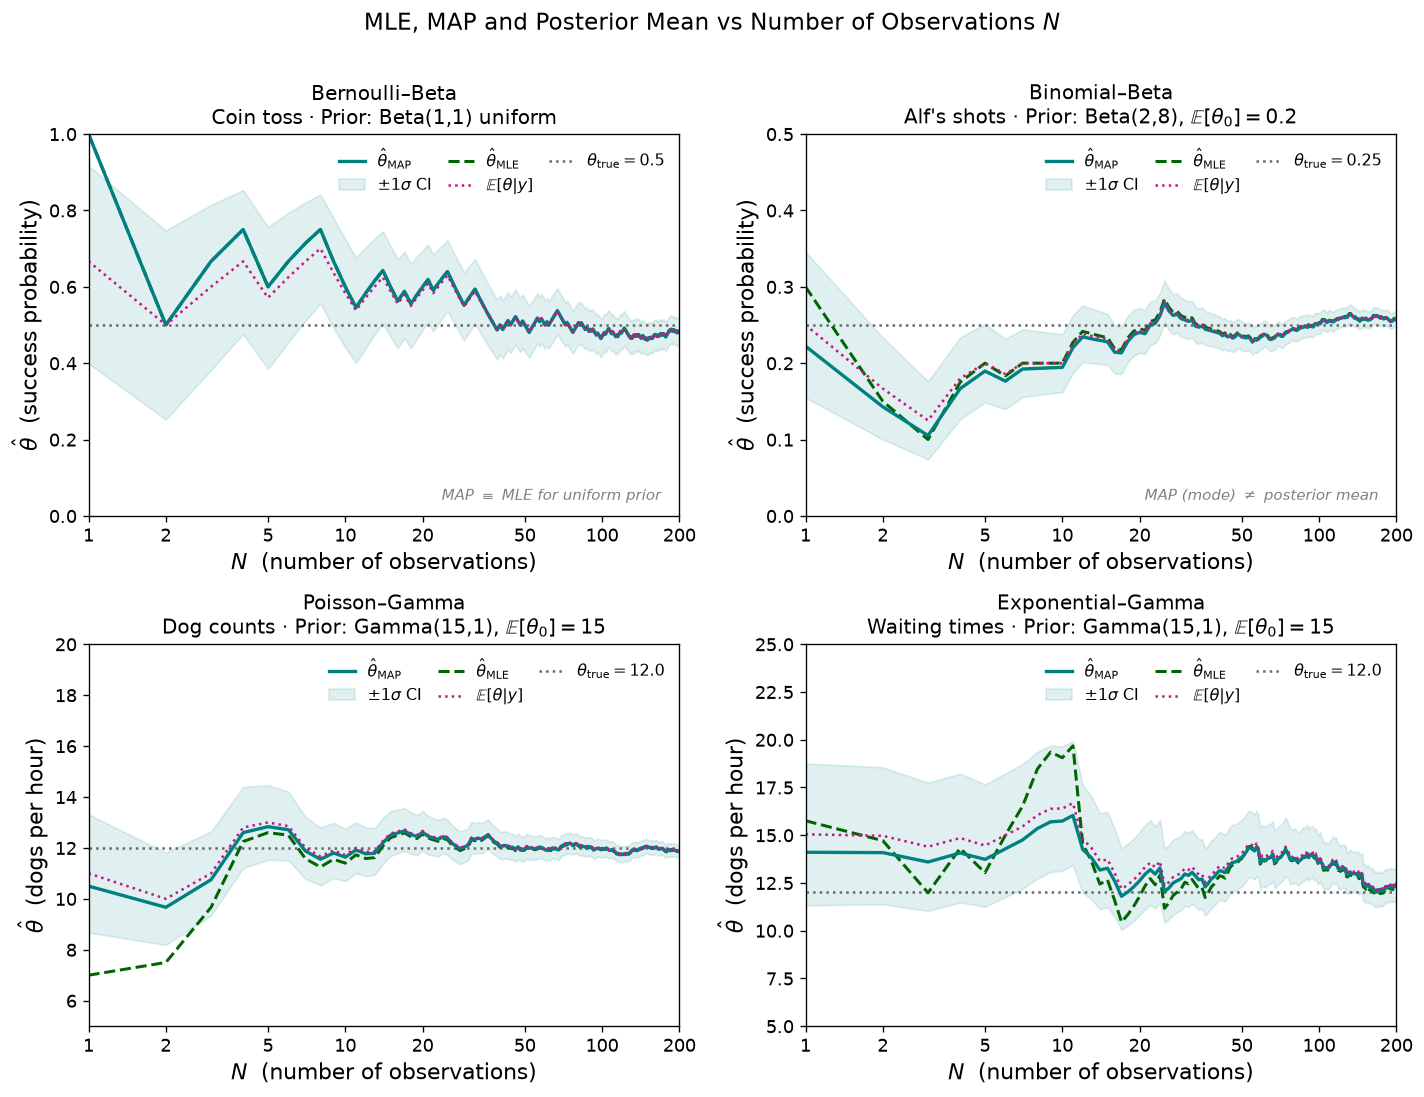 MLE, MAP and Posterior Mean vs Number of Observations N
Bernoulli–Beta
Coin toss · Prior: Beta(1,1) uniform
θ̂MAP
±1σ CI
θ̂MLE
𝔼[θ|y]
θtrue = 0.5
1.0
0.8
0.6
0.4
0.2
0.0
θ̂ (success probability)
MAP ≡ MLE for uniform prior
1 2 5 10 20 50 100 200
N (number of observations)
Binomial–Beta
Alf's shots · Prior: Beta(2,8), 𝔼[θ0] = 0.2
θ̂MAP
±1σ CI
θ̂MLE
𝔼[θ|y]
θtrue = 0.25
0.5
0.4
0.3
0.2
0.1
0.0
θ̂ (success probability)
MAP (mode) ≠ posterior mean
1 2 5 10 20 50 100 200
N (number of observations)
Poisson–Gamma
Dog counts · Prior: Gamma(15,1), 𝔼[θ0] = 15
θ̂MAP
±1σ CI
θ̂MLE
𝔼[θ|y]
θtrue = 12.0
20
18
16
14
12
10
8
6
θ̂ (dogs per hour)
1 2 5 10 20 50 100 200
N (number of observations)
Exponential–Gamma
Waiting times · Prior: Gamma(15,1), 𝔼[θ0] = 15
θ̂MAP
±1σ CI
θ̂MLE
𝔼[θ|y]
θtrue = 12.0
25.0
22.5
20.0
17.5
15.0
12.5
10.0
7.5
5.0
θ̂ (dogs per hour)
1 2 5 10 20 50 100 200
N (number of observations)